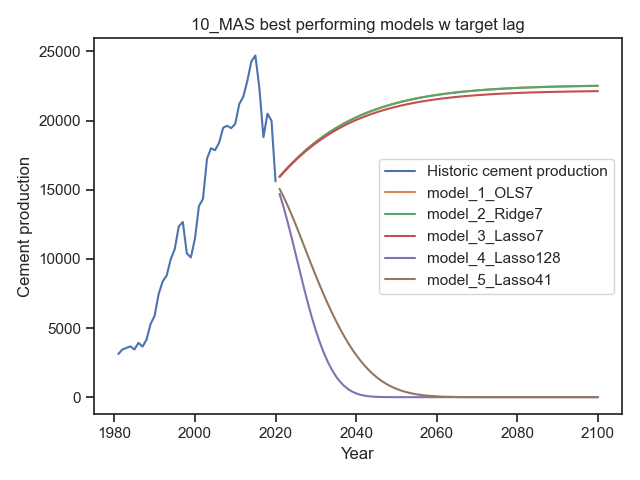 10_MAS best performing models w target lag
Cement production
25000
20000
15000
10000
5000
0
Historic cement production
model_1_OLS7
model_2_Ridge7
model_3_Lasso7
model_4_Lasso128
model_5_Lasso41
1980 2000 2020 2040 2060 2080 2100
Year